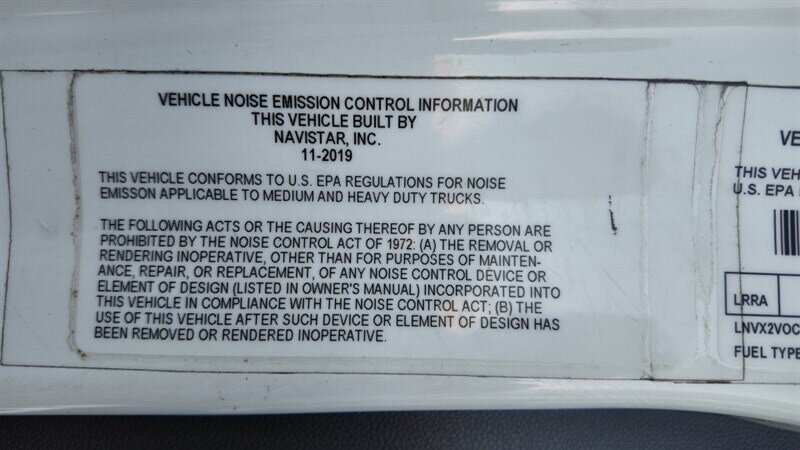 VEHICLE NOISE EMISSION CONTROL INFORMATION
THIS VEHICLE BUILT BY
NAVISTAR, INC.
11-2019
THIS VEHICLE CONFORMS TO U.S. EPA REGULATIONS FOR NOISE
EMISSON APPLICABLE TO MEDIUM AND HEAVY DUTY TRUCKS.
THE FOLLOWING ACTS OR THE CAUSING THEREOF BY ANY PERSON ARE
PROHIBITED BY THE NOISE CONTROL ACT OF 1972: (A) THE REMOVAL OR
RENDERING INOPERATIVE, OTHER THAN FOR PURPOSES OF MAINTEN-
ANCE, REPAIR, OR REPLACEMENT, OF ANY NOISE CONTROL DEVICE OR
ELEMENT OF DESIGN (LISTED IN OWNER'S MANUAL) INCORPORATED INTO
THIS VEHICLE IN COMPLIANCE WITH THE NOISE CONTROL ACT; (B) THE
USE OF THIS VEHICLE AFTER SUCH DEVICE OR ELEMENT OF DESIGN HAS
BEEN REMOVED OR RENDERED INOPERATIVE.
VE
THIS VEH
U.S. EPA
LRRA
LNVX2VOC
FUEL TYPE